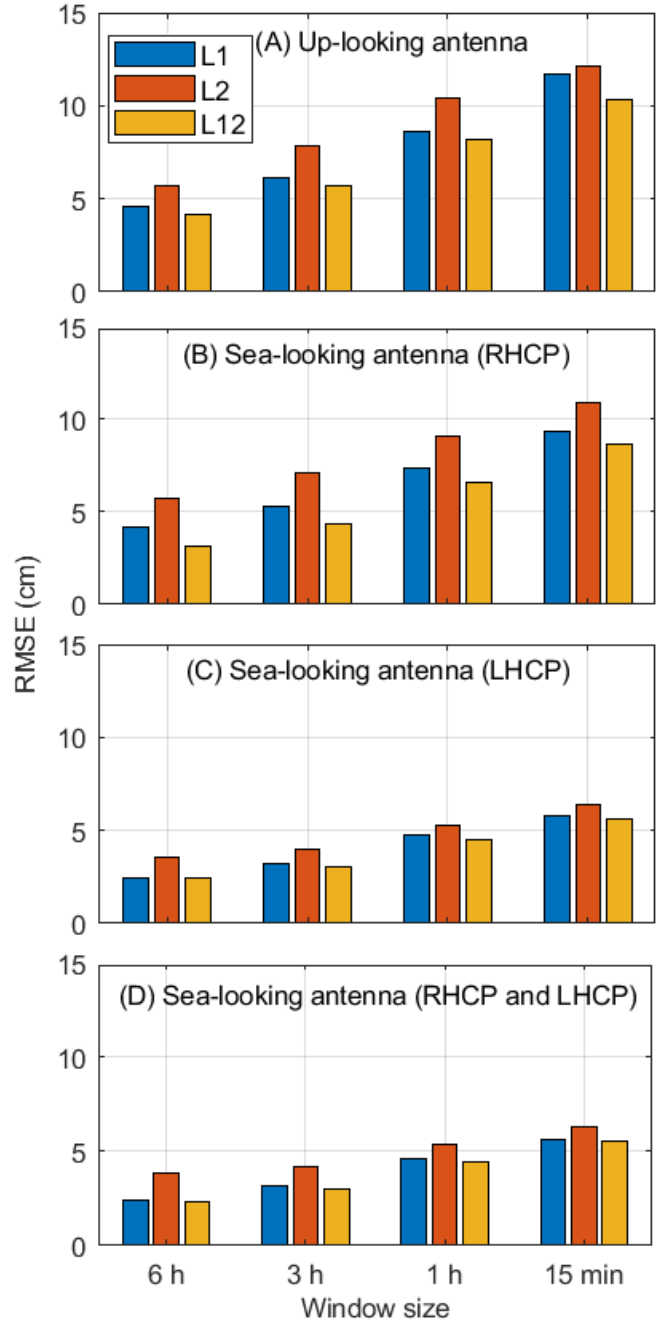 15
(A) Up-looking antenna
L1
L2
L12
10
5
0
15
(B) Sea-looking antenna (RHCP)
10
5
0
RMSE (cm)
15
(C) Sea-looking antenna (LHCP)
10
5
0
15
(D) Sea-looking antenna (RHCP and LHCP)
10
5
0
6 h 3 h 1 h 15 min
Window size